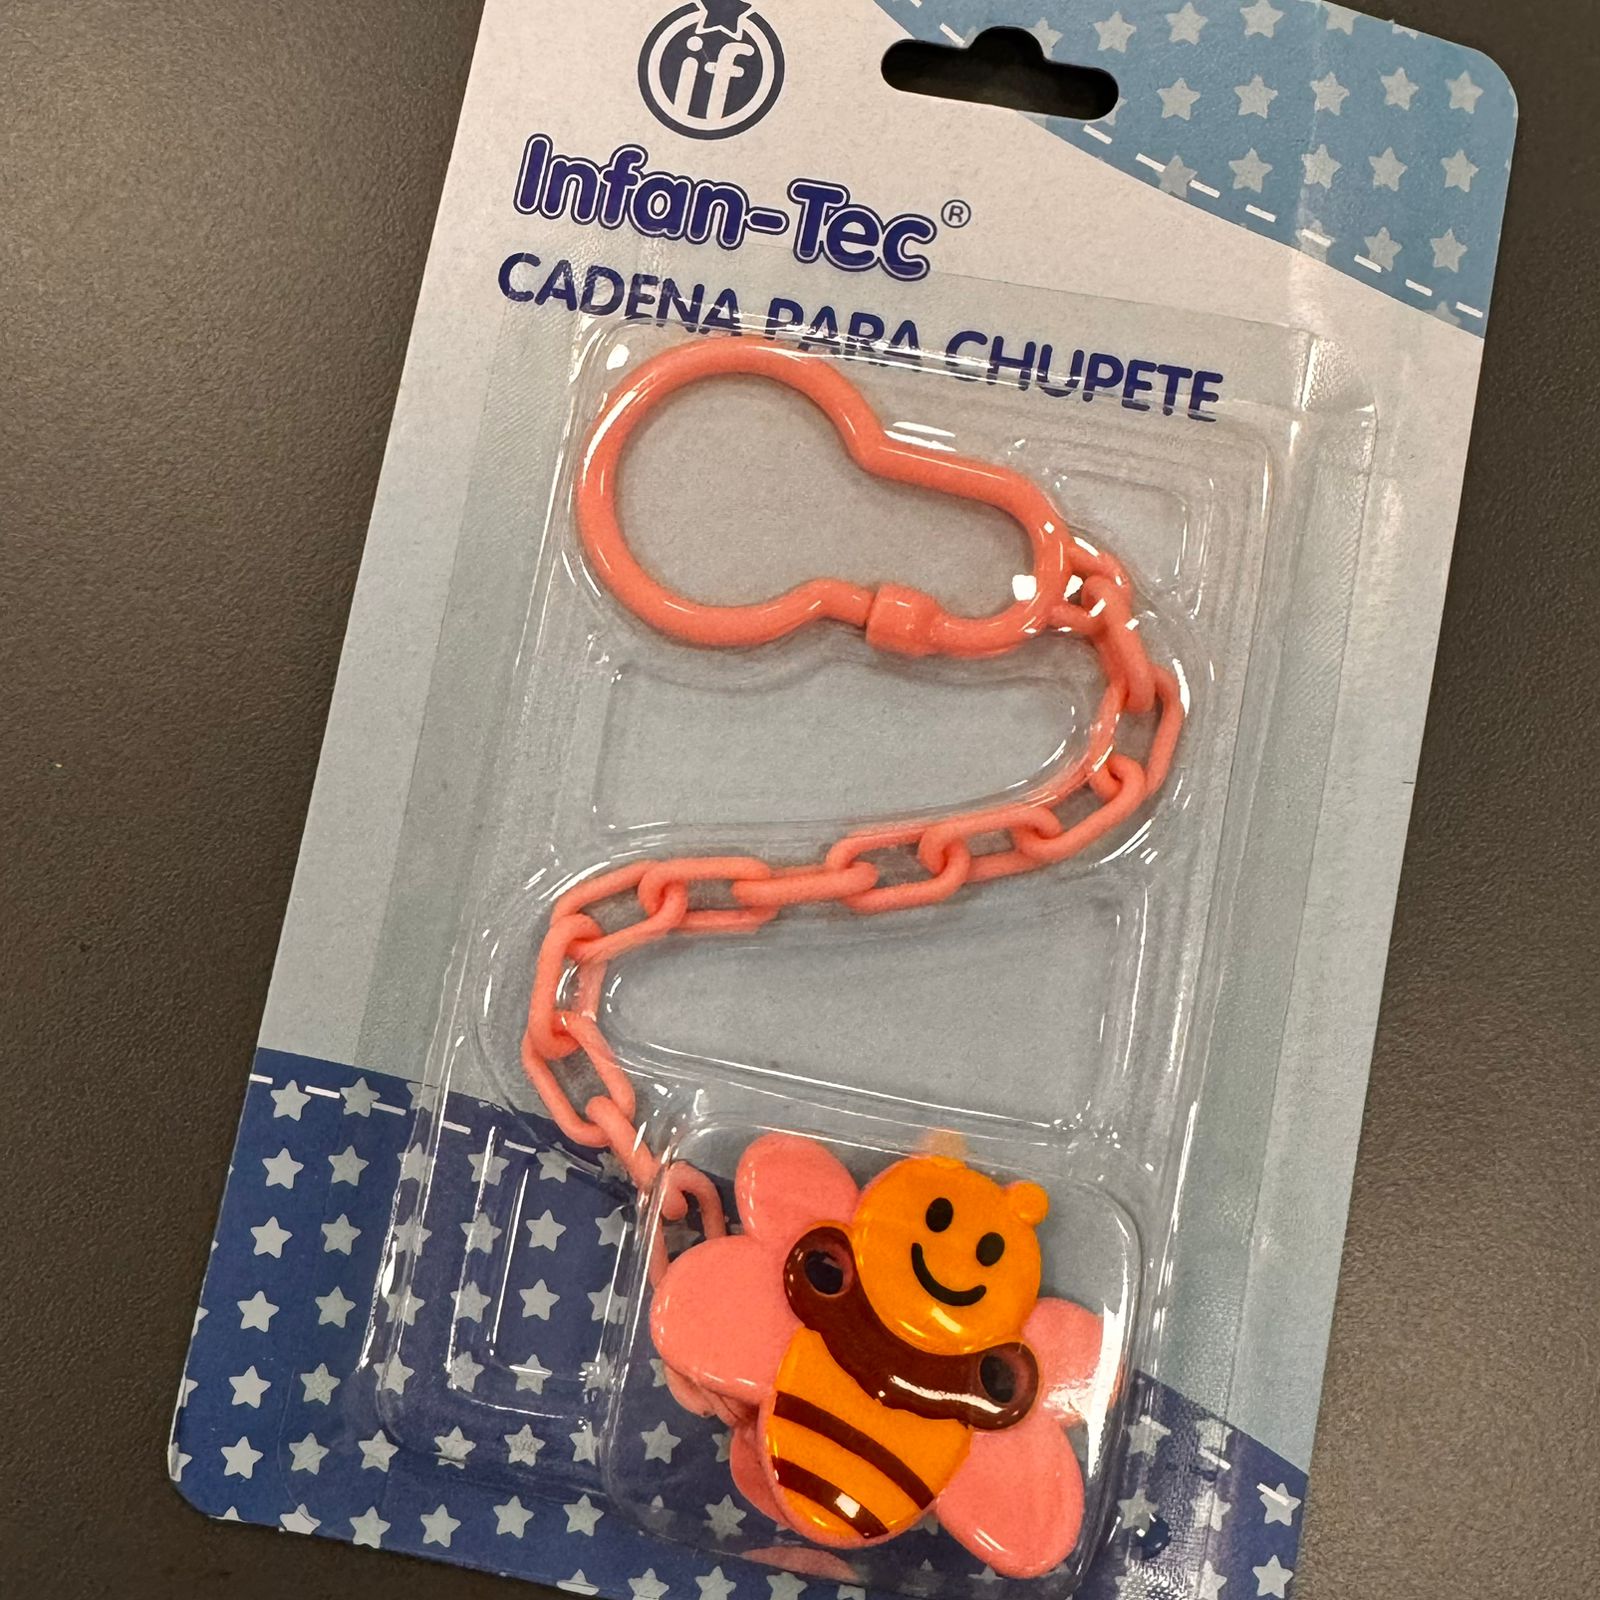 if
Infan-Tec®
CADENA PARA CHUPETE